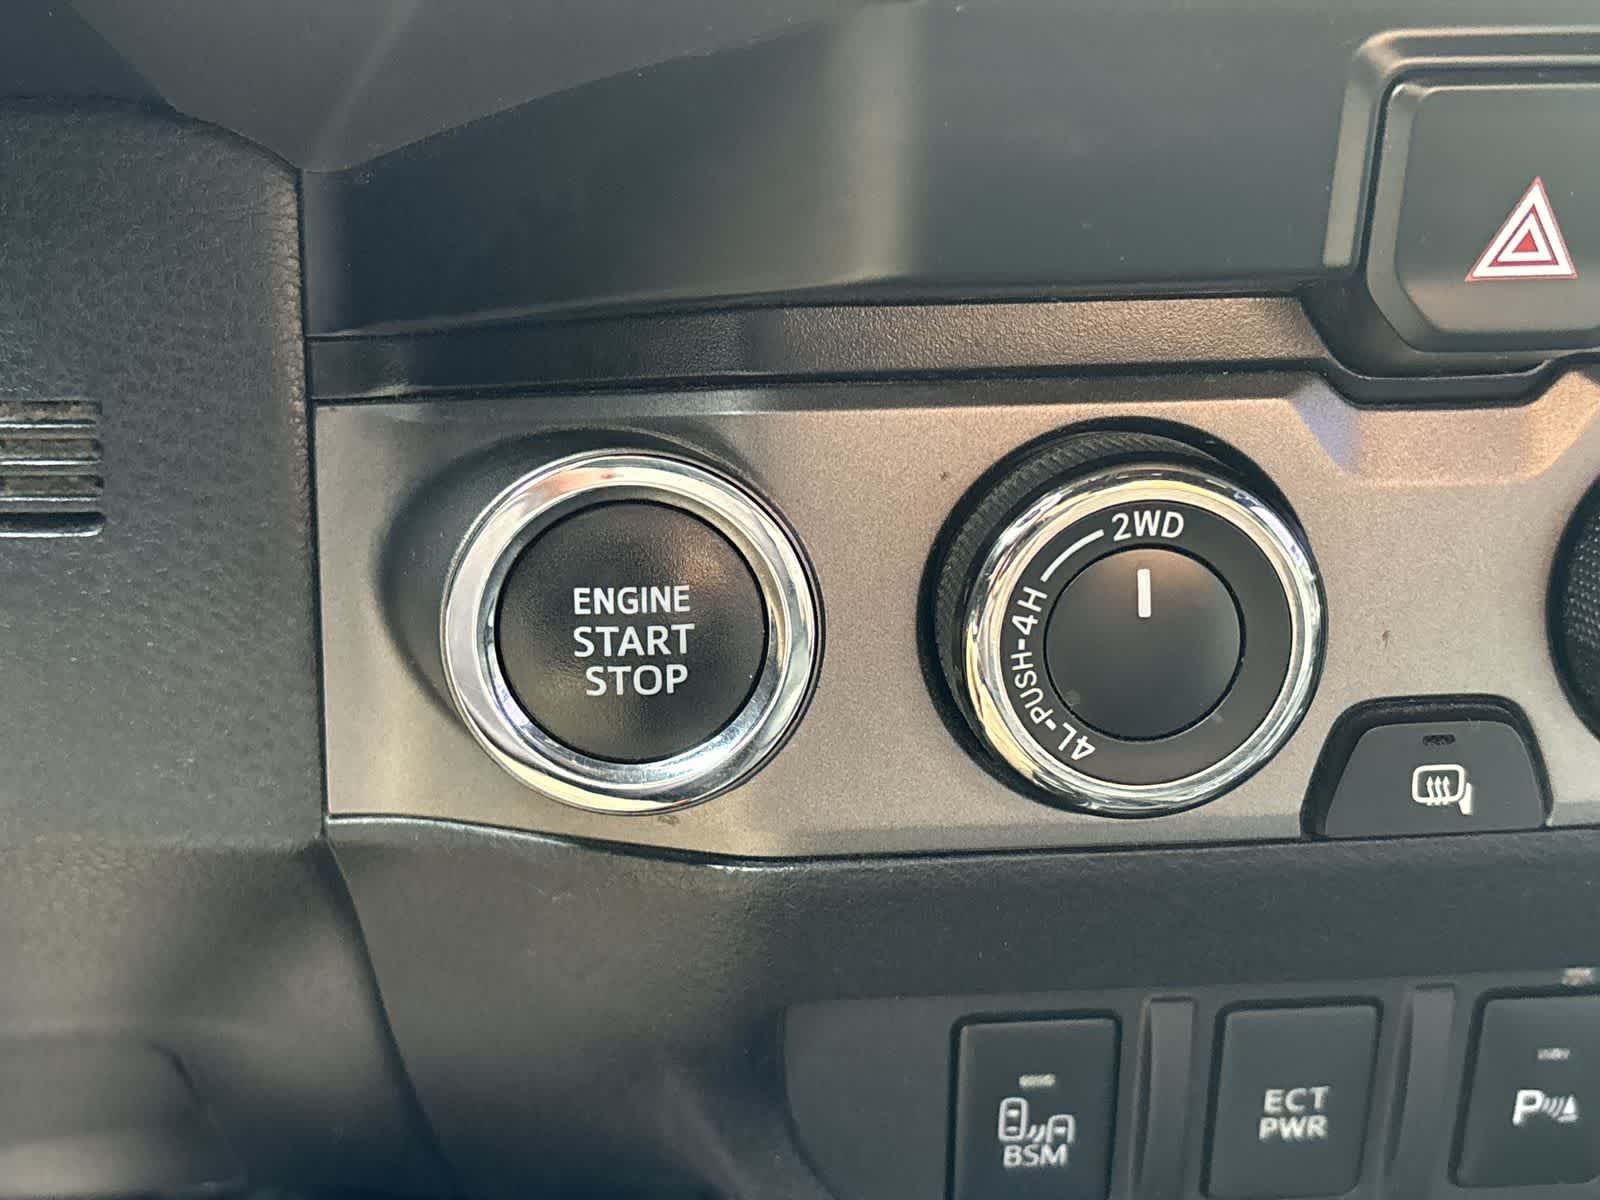 ENGINE
START
STOP
2WD
4L-PUSH-4H
BSM
ECT
PWR
P